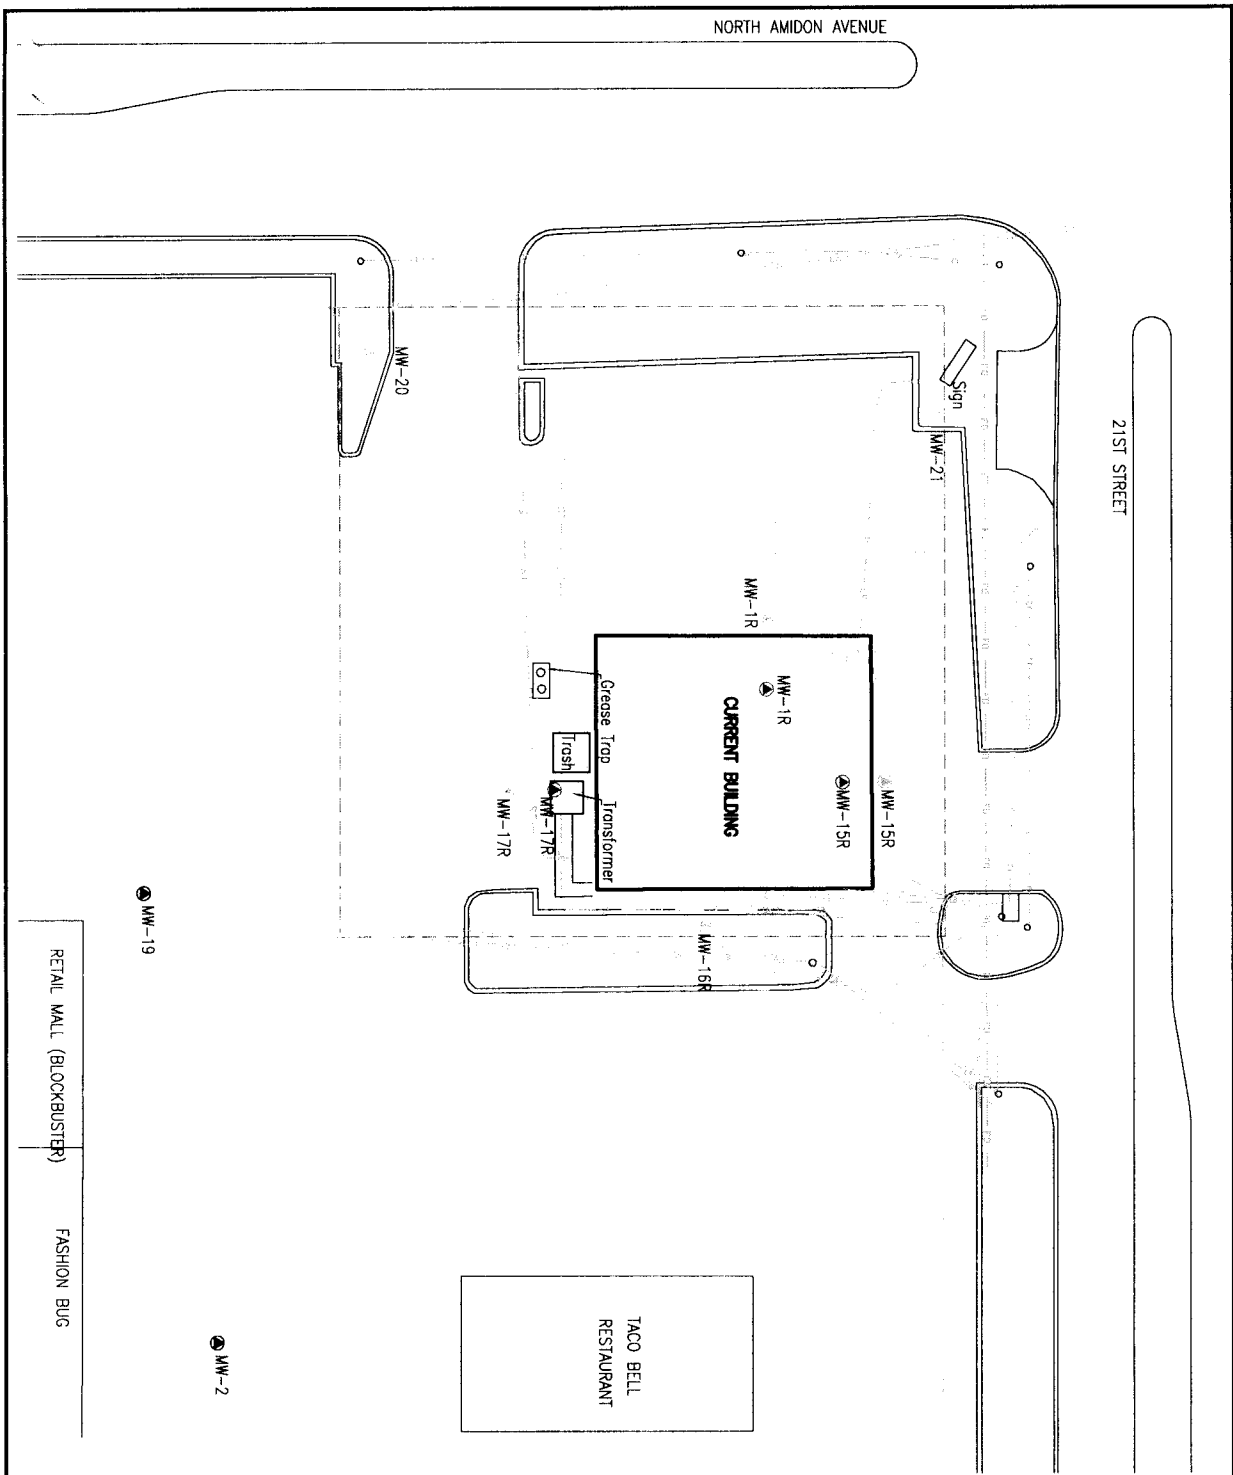 NORTH AMIDON AVENUE
21ST STREET
MW-20
Sign
MW-21
MW-1R
MW-1R
CURRENT BUILDING
Grease Trap
Trash
Transformer
MW-15R
MW-15R
MW-17R
MW-17R
MW-16R
MW-19
RETAIL MALL (BLOCKBUSTER)
FASHION BUG
MW-2
TACO BELL
RESTAURANT